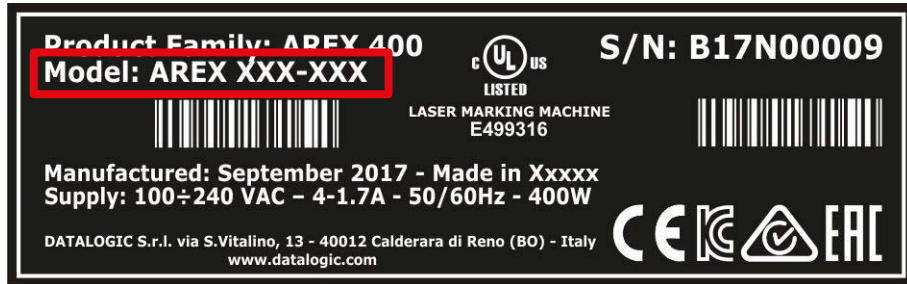 Product Family: AREX 400
Model: AREX XXX-XXX
c UL us
LISTED
LASER MARKING MACHINE
E499316
S/N: B17N00009
Manufactured: September 2017 - Made in Xxxxx
Supply: 100÷240 VAC – 4-1.7A - 50/60Hz - 400W
DATALOGIC S.r.l. via S.Vitalino, 13 - 40012 Calderara di Reno (BO) - Italy
www.datalogic.com
CE KC EAC